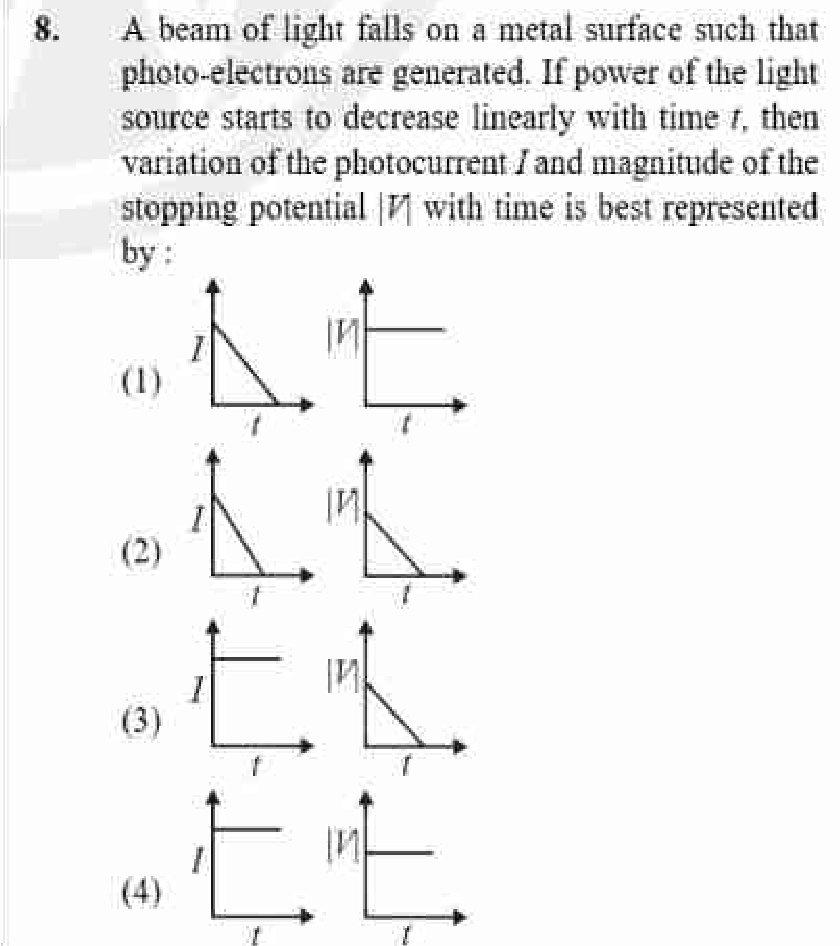 8. A beam of light falls on a metal surface such that
photo-electrons are generated. If power of the light
source starts to decrease linearly with time t, then
variation of the photocurrent I and magnitude of the
stopping potential |V| with time is best represented
by :
I |V|
(1)
t t
I |V|
(2)
t t
I |V|
(3)
t t
I |V|
(4)
t t